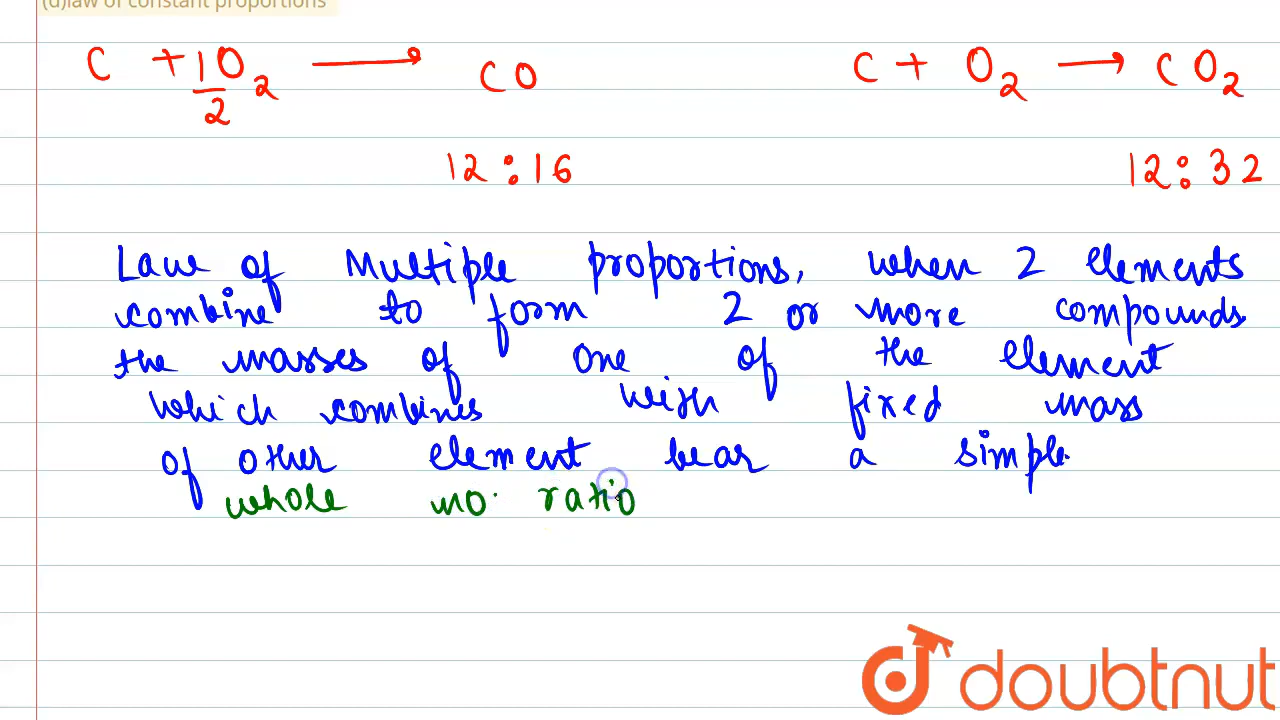 (d)law of constant proportions
C + 1/2 O2 ⟶ CO
C + O2 ⟶ CO2
12 : 16
12 : 32
Law of Multiple proportions, when 2 elements
combine to form 2 or more compounds
the masses of one of the element
which combines with fixed mass
of other element bear a simple
whole no. ratio
doubtnut